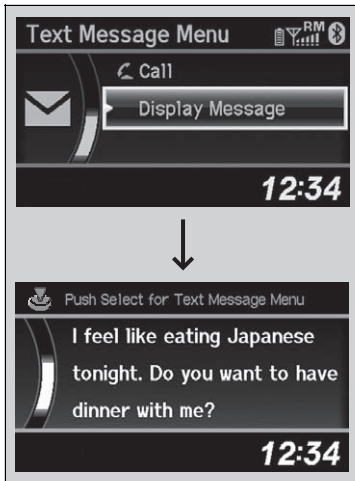 Text Message Menu RM
Call
Display Message
12:34
Push Select for Text Message Menu
I feel like eating Japanese
tonight. Do you want to have
dinner with me?
12:34